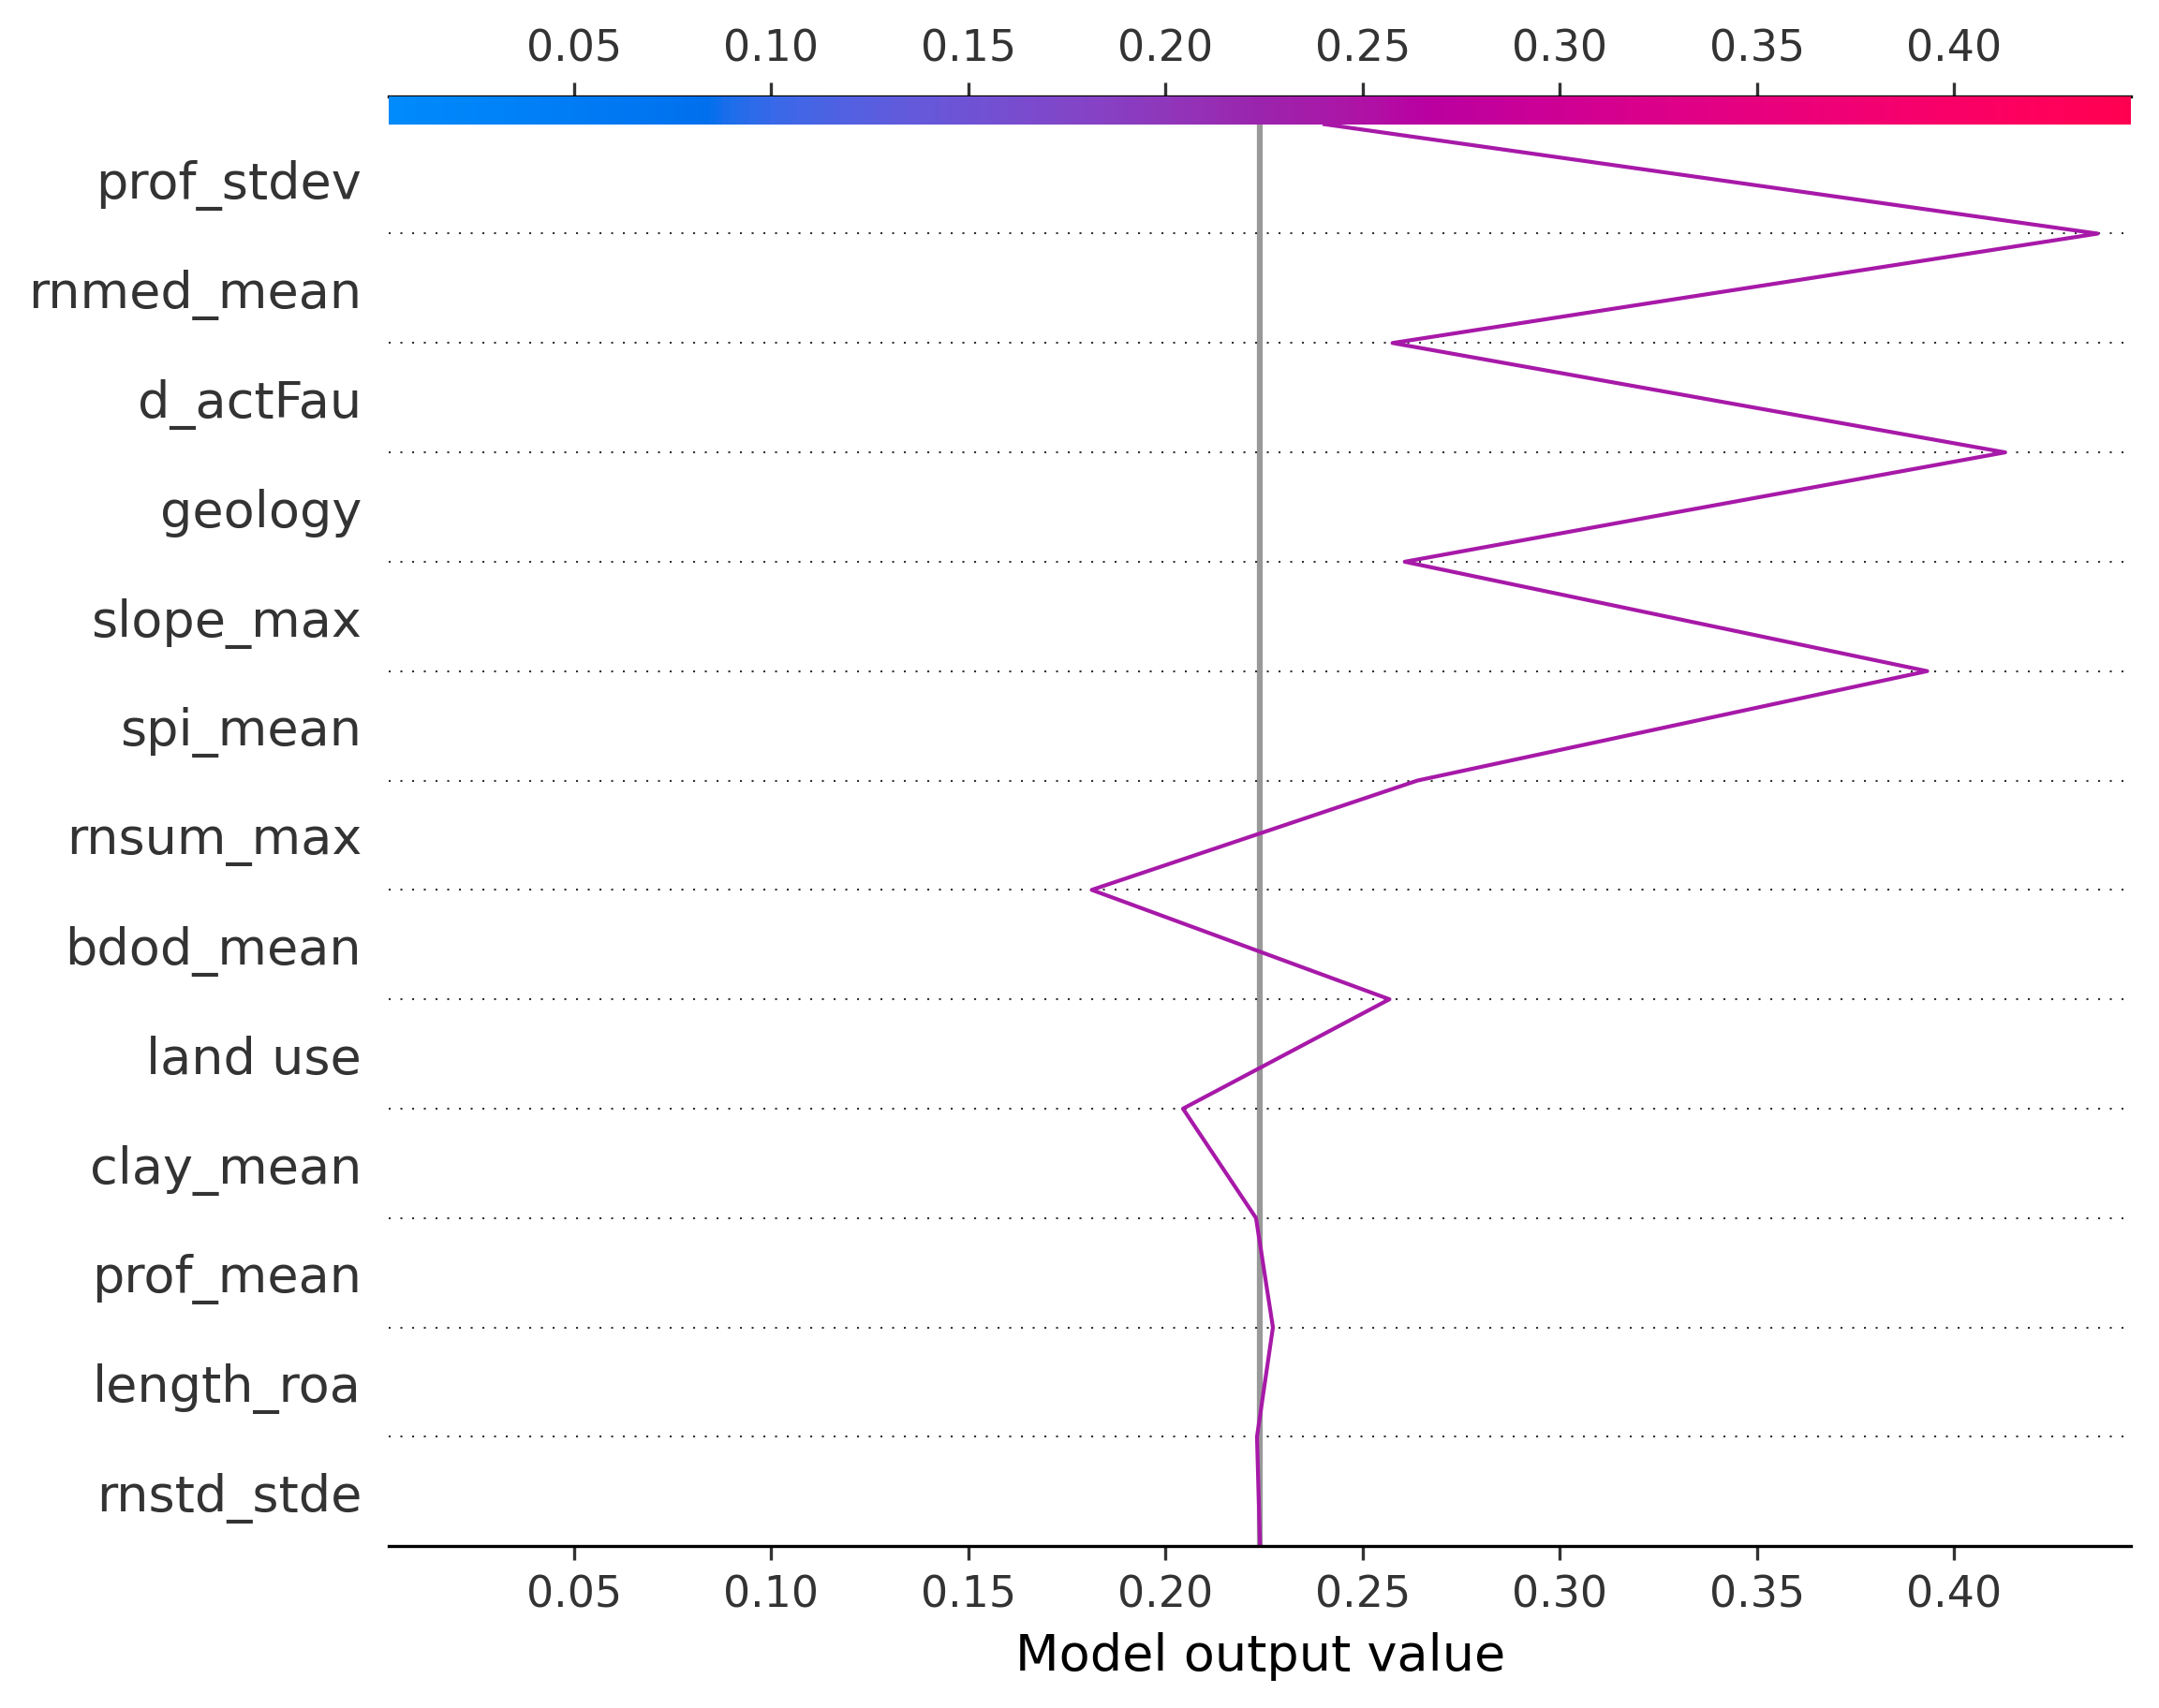 0.05 0.10 0.15 0.20 0.25 0.30 0.35 0.40
prof_stdev
rnmed_mean
d_actFau
geology
slope_max
spi_mean
rnsum_max
bdod_mean
land use
clay_mean
prof_mean
length_roa
rnstd_stde
0.05 0.10 0.15 0.20 0.25 0.30 0.35 0.40
Model output value